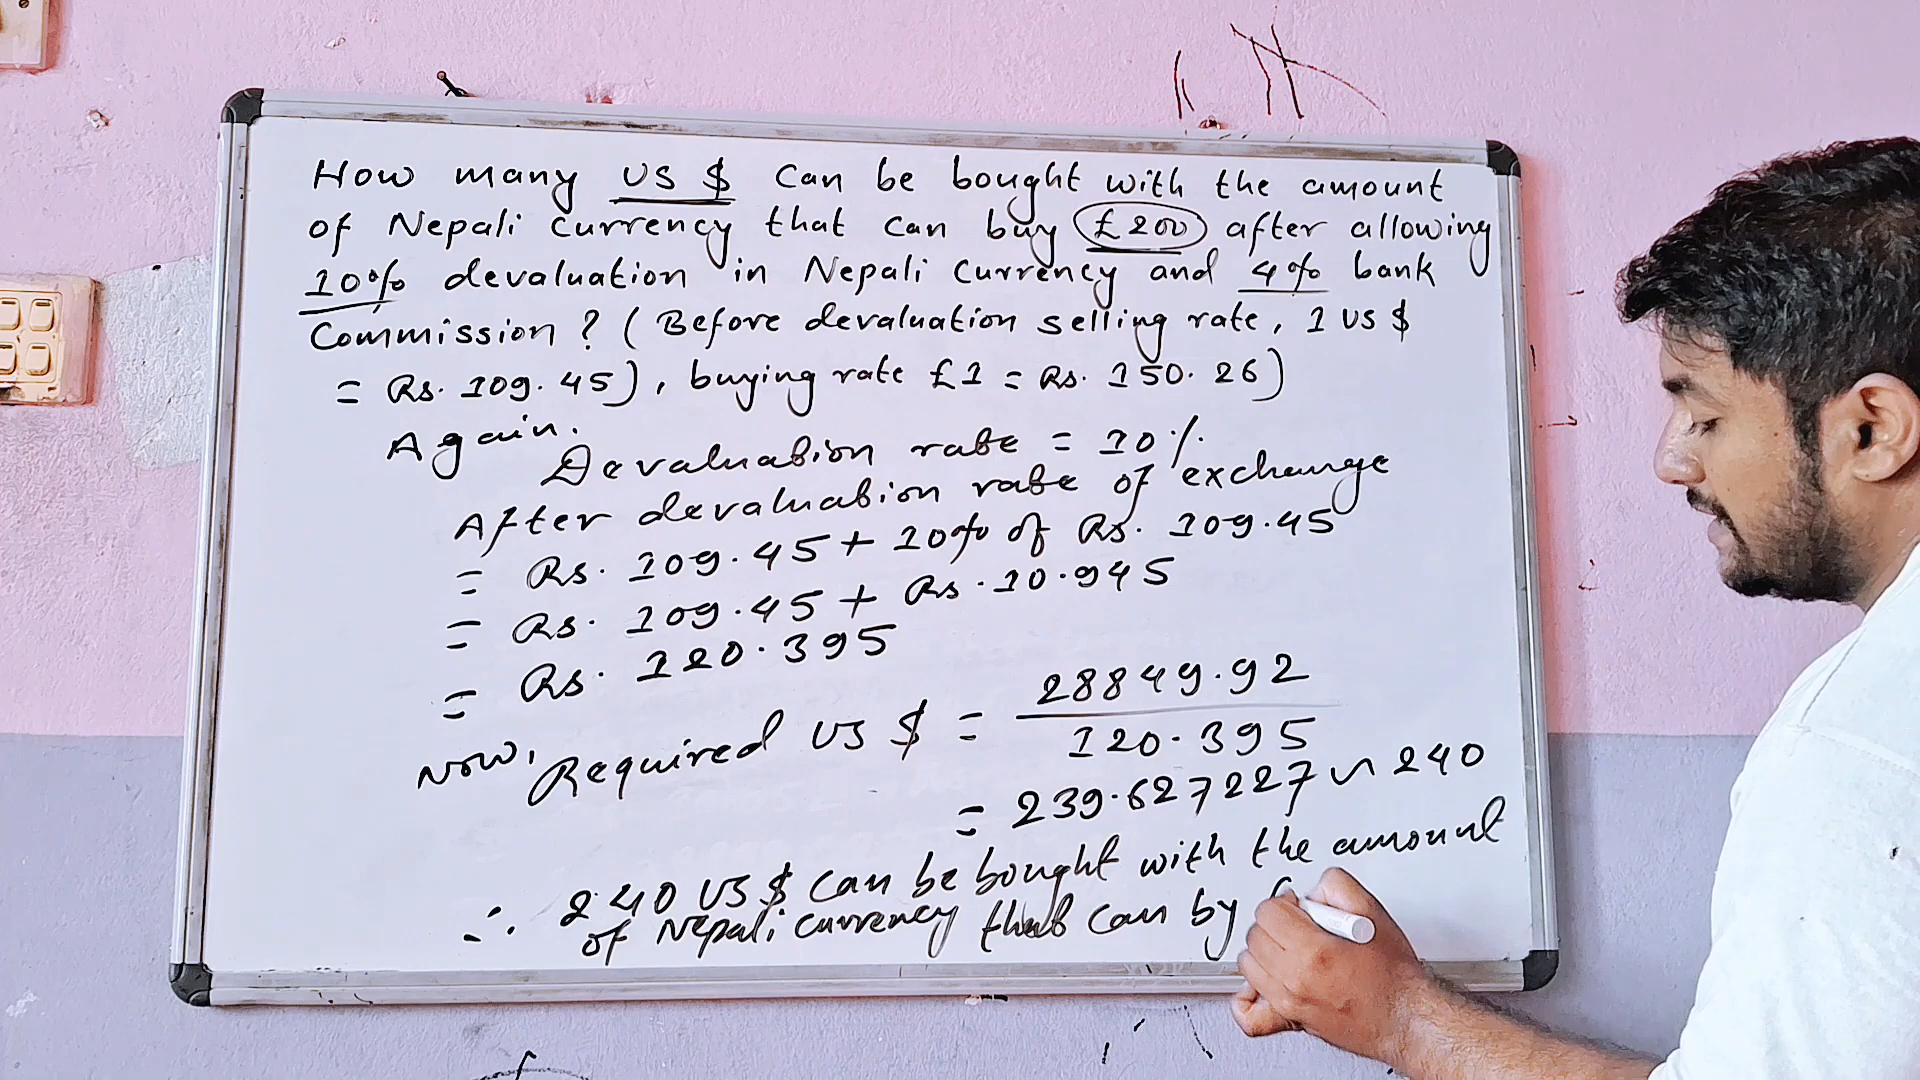 How many US $ can be bought with the amount
of Nepali currency that can buy £200 after allowing
10% devaluation in Nepali currency and 4% bank
Commission? (Before devaluation selling rate, 1 US $
= Rs. 109.45), buying rate £1 = Rs. 150.26)
Again.
Devaluation rate = 10%.
After devaluation rate of exchange
= Rs. 109.45 + 10% of Rs. 109.45
= Rs. 109.45 + Rs. 10.945
= Rs. 120.395
Now, Required US $ = 28849.92
120.395
= 239.627227 ~ 240
∴ 240 US $ can be bought with the amount
of Nepali currency that can by